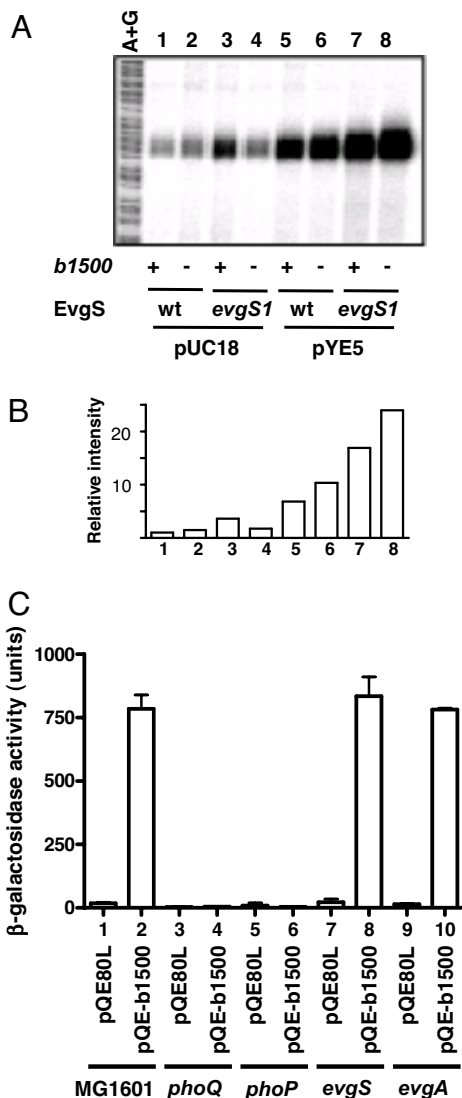 A
A+G 1 2 3 4 5 6 7 8
b1500 + - + - + - + -
EvgS wt evgS1 wt evgS1
pUC18 pYE5
B
Relative intensity
20
10
1 2 3 4 5 6 7 8
C
β-galactosidase activity (units)
1000
750
500
250
0
1 2 3 4 5 6 7 8 9 10
pQE80L pQE-b1500 pQE80L pQE-b1500 pQE80L pQE-b1500 pQE80L pQE-b1500 pQE80L pQE-b1500
MG1601 phoQ phoP evgS evgA